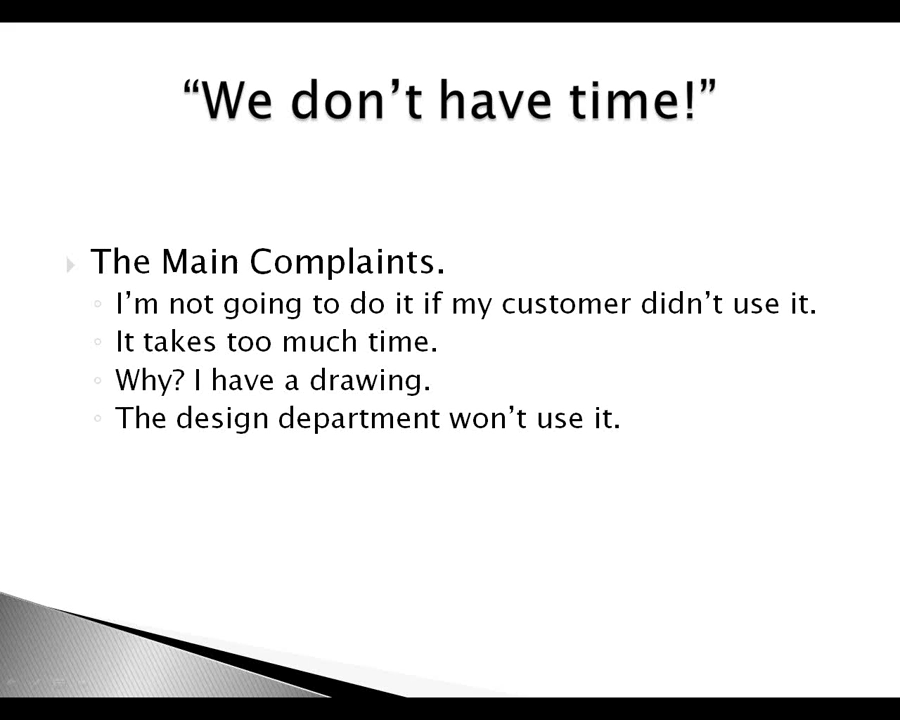 “We don’t have time!”
The Main Complaints.
I’m not going to do it if my customer didn’t use it.
It takes too much time.
Why? I have a drawing.
The design department won’t use it.